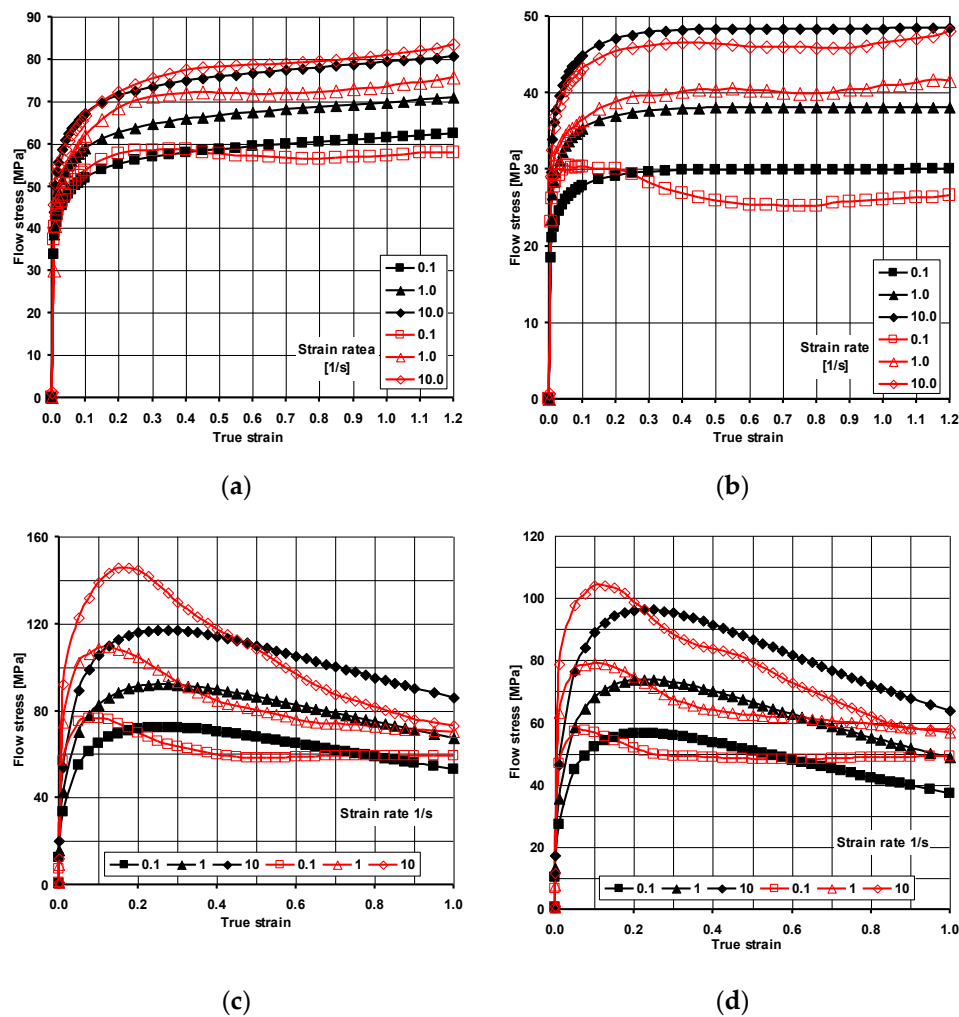 90
80
70
60
50
40
30
20
10
0
Flow stress [MPa]
0.1
1.0
10.0
0.1
1.0
10.0
Strain ratea
[1/s]
0.0 0.1 0.2 0.3 0.4 0.5 0.6 0.7 0.8 0.9 1.0 1.1 1.2
True strain
(a)
50
40
30
20
10
0
Flow stress [MPa]
0.1
1.0
10.0
0.1
1.0
10.0
Strain rate
[1/s]
0.0 0.1 0.2 0.3 0.4 0.5 0.6 0.7 0.8 0.9 1.0 1.1 1.2
True strain
(b)
160
120
80
40
0
Flow stress [MPa]
Strain rate 1/s
0.1 1 10 0.1 1 10
0.0 0.2 0.4 0.6 0.8 1.0
True strain
(c)
120
100
80
60
40
20
0
Flow stress [MPa]
Strain rate 1/s
0.1 1 10 0.1 1 10
0.0 0.2 0.4 0.6 0.8 1.0
True strain
(d)